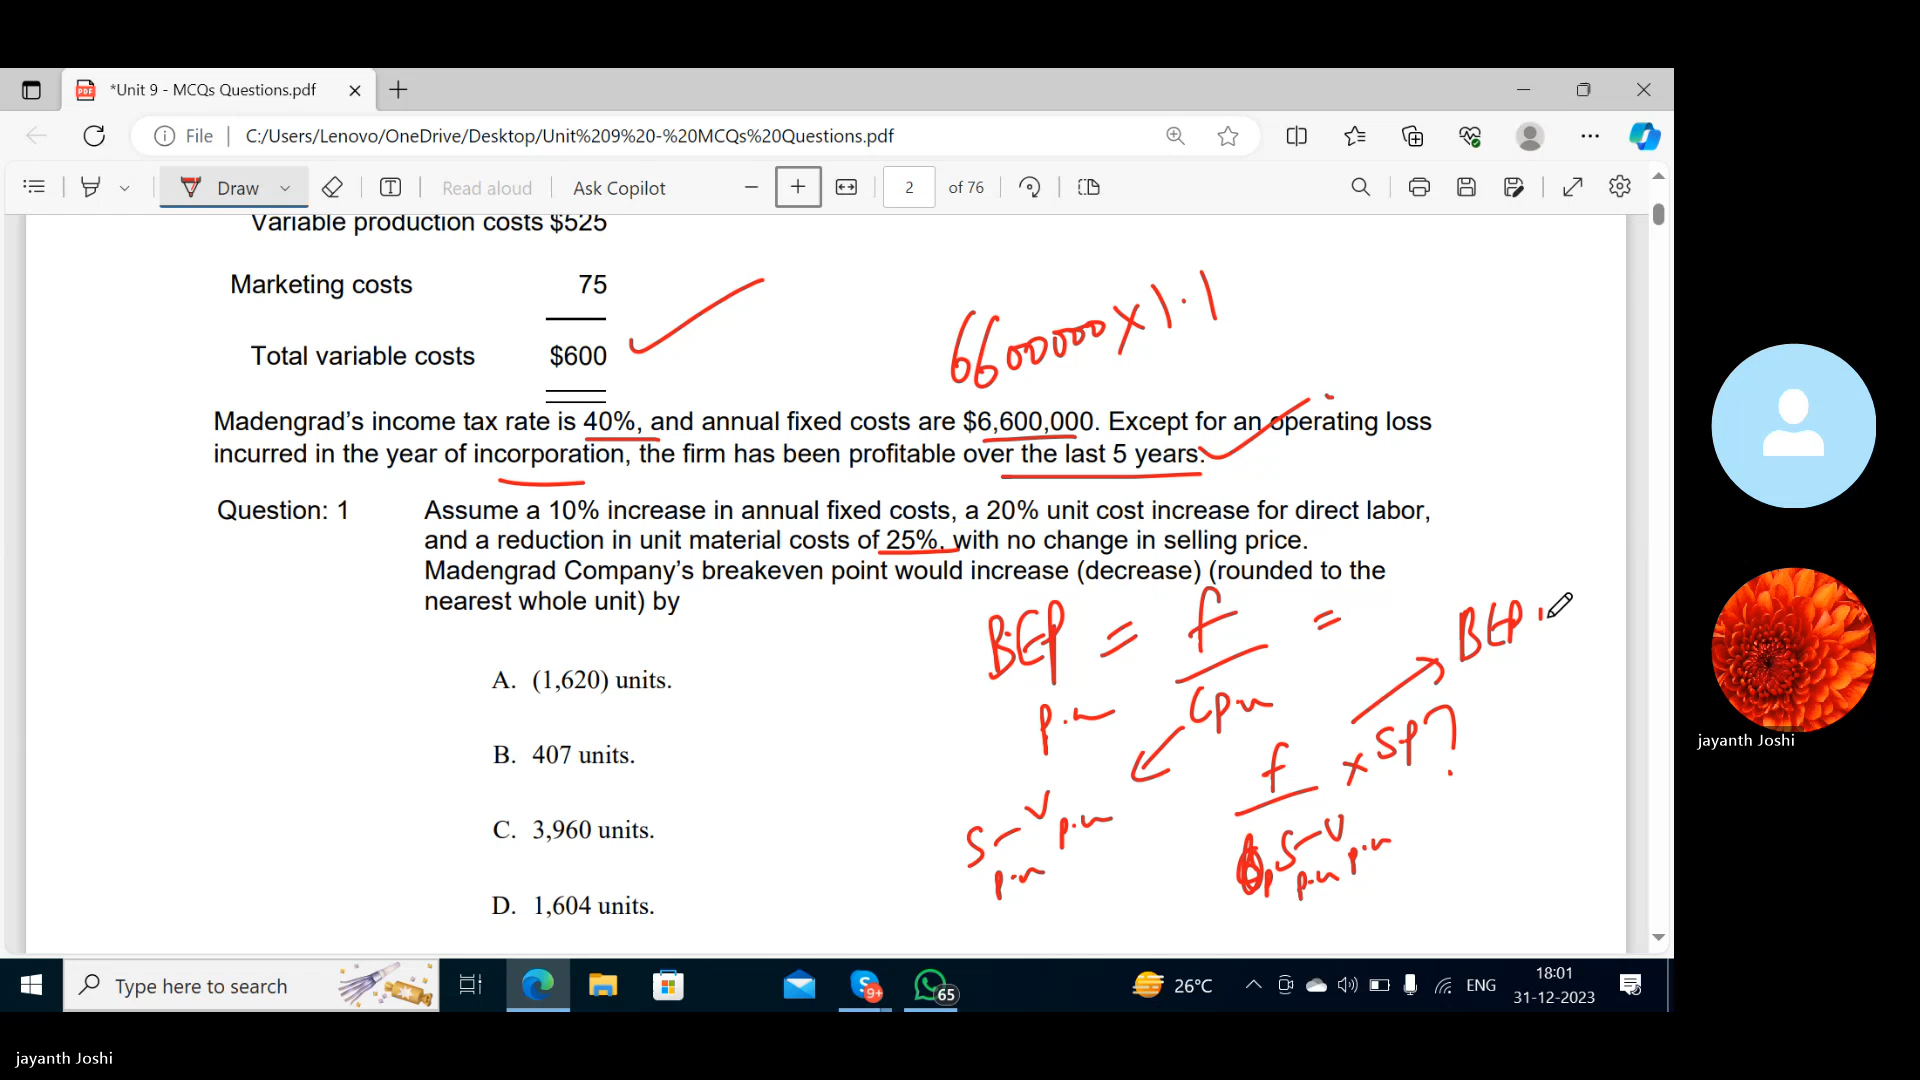 *Unit 9 - MCQs Questions.pdf
File
C:/Users/Lenovo/OneDrive/Desktop/Unit%209%20-%20MCQs%20Questions.pdf
Draw
Read aloud
Ask Copilot
2 of 76
Variable production costs $525
Marketing costs 75
Total variable costs $600
6600000 x 1.1
Madengrad's income tax rate is 40%, and annual fixed costs are $6,600,000. Except for an operating loss
incurred in the year of incorporation, the firm has been profitable over the last 5 years.
Question: 1 Assume a 10% increase in annual fixed costs, a 20% unit cost increase for direct labor,
and a reduction in unit material costs of 25%, with no change in selling price.
Madengrad Company's breakeven point would increase (decrease) (rounded to the
nearest whole unit) by
BEP = f =
p.u Cpu
BEP
S - V
p.u p.u
f x SP?
S - V
p.u p.u
A. (1,620) units.
B. 407 units.
C. 3,960 units.
D. 1,604 units.
jayanth Joshi
Type here to search
9+
65
26°C
ENG
18:01
31-12-2023
jayanth Joshi